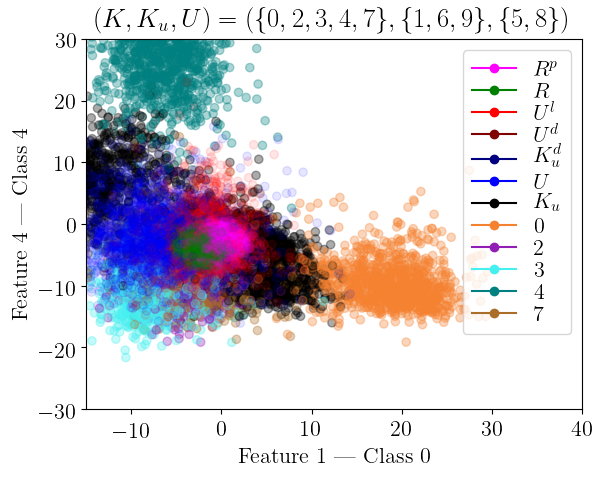 (K, K_u, U) = ({0, 2, 3, 4, 7}, {1, 6, 9}, {5, 8})
30
20
10
0
−10
−20
−30
Feature 4 — Class 4
R^p
R
U^l
U^d
K_u^d
U
K_u
0
2
3
4
7
−10
0
10
20
30
40
Feature 1 — Class 0